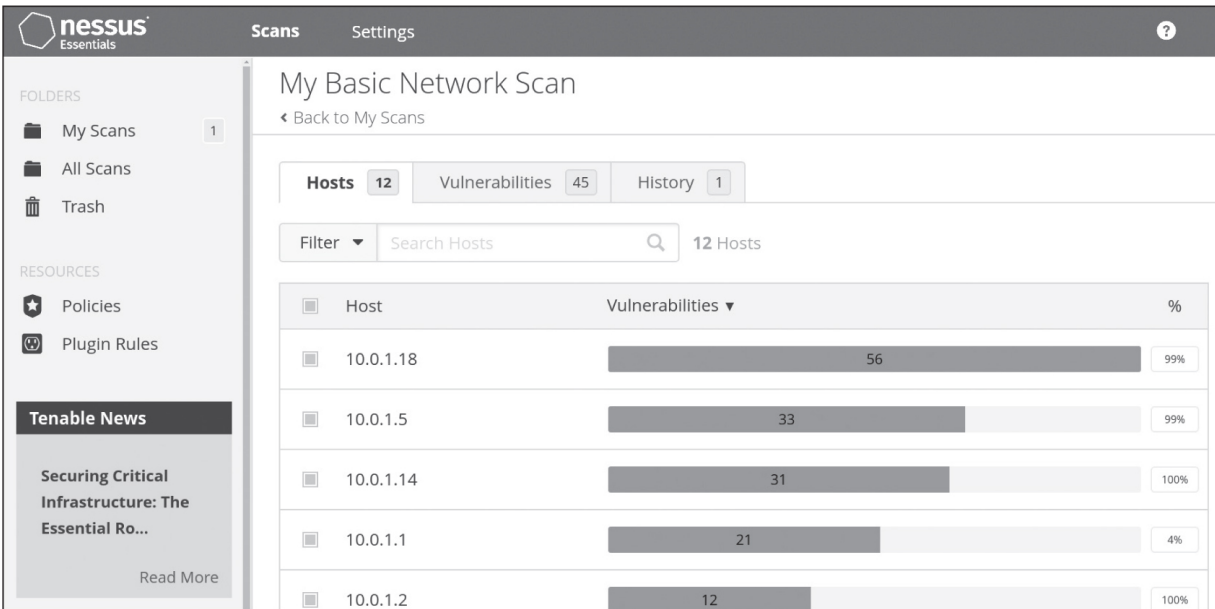 nessus
Essentials
Scans
Settings
?
FOLDERS
My Scans 1
All Scans
Trash
RESOURCES
Policies
Plugin Rules
Tenable News
Securing Critical
Infrastructure: The
Essential Ro...
Read More
My Basic Network Scan
Back to My Scans
Hosts 12
Vulnerabilities 45
History 1
Filter
Search Hosts
12 Hosts
Host Vulnerabilities %
10.0.1.18 56 99%
10.0.1.5 33 99%
10.0.1.14 31 100%
10.0.1.1 21 4%
10.0.1.2 12 100%